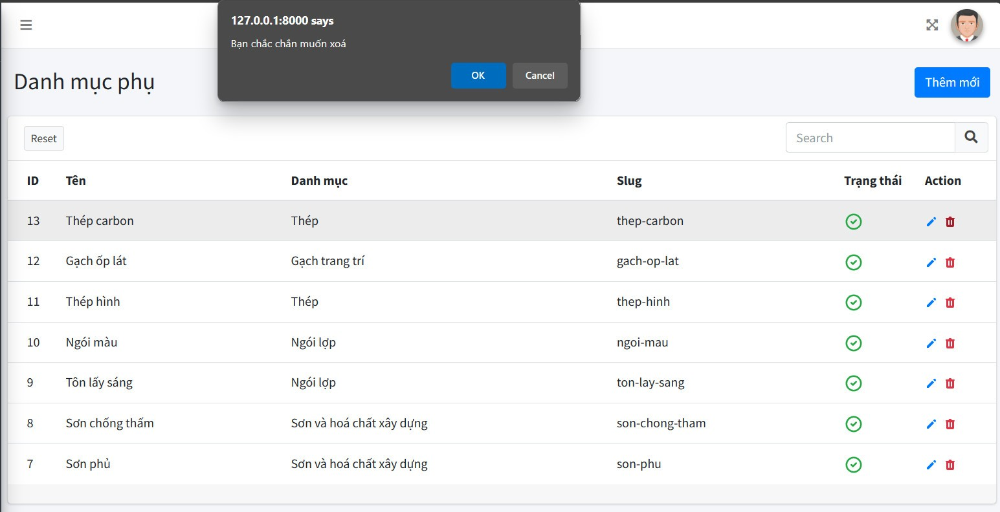 127.0.0.1:8000 says
Bạn chắc chắn muốn xoá
OK Cancel
Danh mục phụ Thêm mới
Reset Search
ID Tên Danh mục Slug Trạng thái Action
13 Thép carbon Thép thep-carbon
12 Gạch ốp lát Gạch trang trí gach-op-lat
11 Thép hình Thép thep-hinh
10 Ngói màu Ngói lợp ngoi-mau
9 Tôn lấy sáng Ngói lợp ton-lay-sang
8 Sơn chống thấm Sơn và hoá chất xây dựng son-chong-tham
7 Sơn phủ Sơn và hoá chất xây dựng son-phu